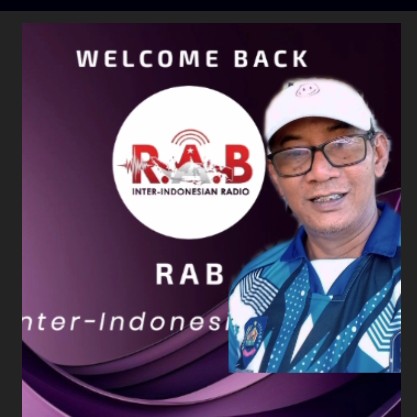 WELCOME BACK
R.A.B
INTER-INDONESIAN RADIO
RAB
nter-Indonesi